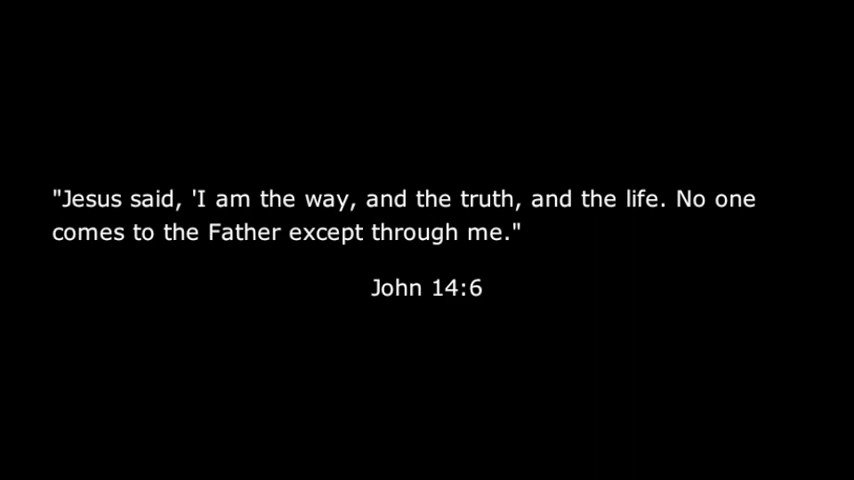 "Jesus said, 'I am the way, and the truth, and the life. No one
comes to the Father except through me."
John 14:6